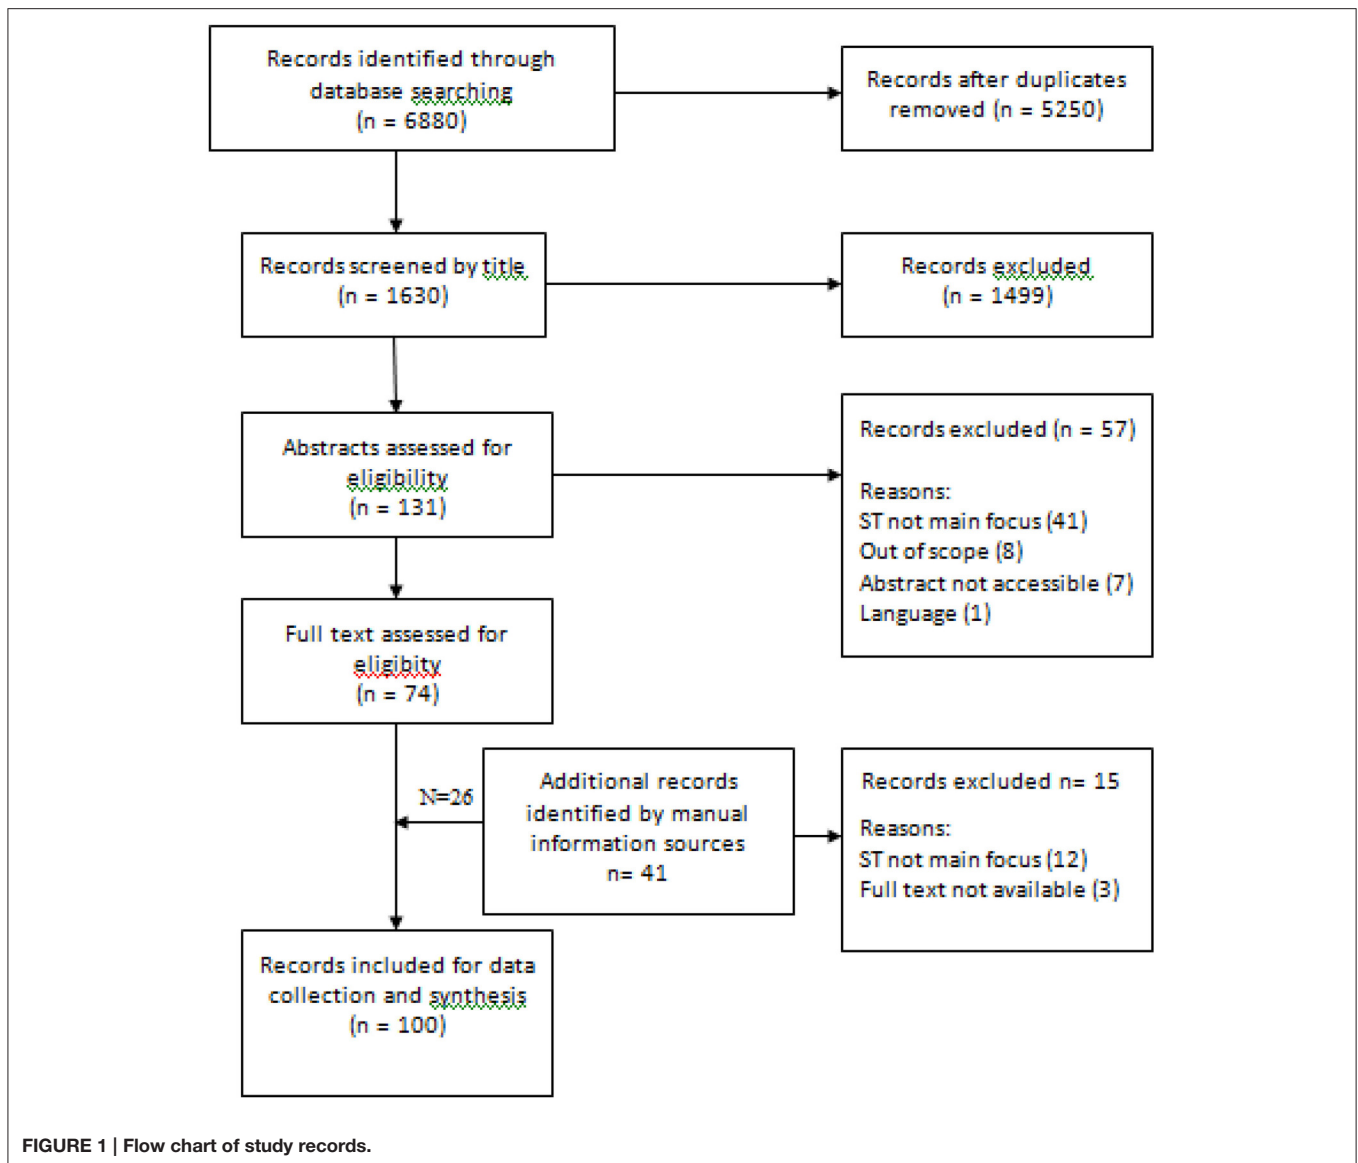 Records identified through
database searching
(n = 6880)
Records after duplicates
removed (n = 5250)
Records screened by title
(n = 1630)
Records excluded
(n = 1499)
Abstracts assessed for
eligibility
(n = 131)
Records excluded (n = 57)
Reasons:
ST not main focus (41)
Out of scope (8)
Abstract not accessible (7)
Language (1)
Full text assessed for
eligibity
(n = 74)
N=26
Additional records
identified by manual
information sources
n= 41
Records excluded n= 15
Reasons:
ST not main focus (12)
Full text not available (3)
Records included for data
collection and synthesis
(n = 100)
FIGURE 1 | Flow chart of study records.